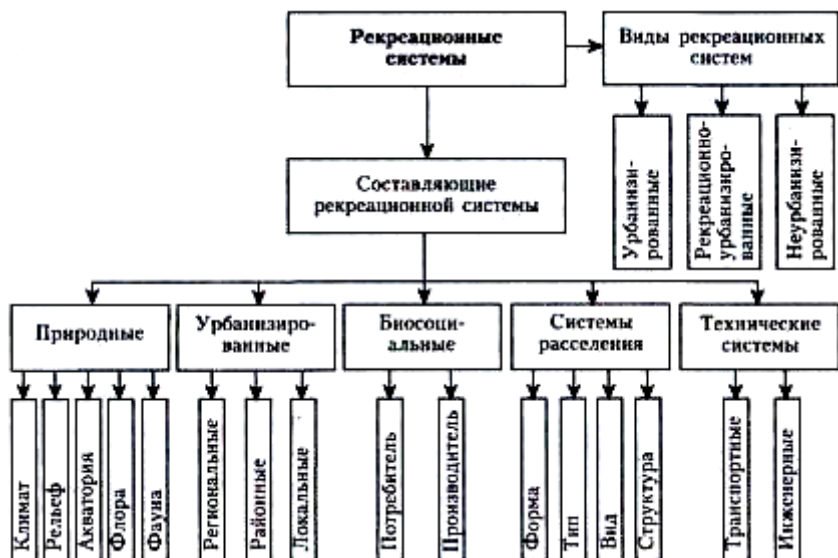 Рекреационные
системы
Виды рекреационных
систем
Урбанизи-
рованные
Рекреационно-
урбанизиро-
ванные
Неурбанизи-
рованные
Составляющие
рекреационной системы
Природные
Урбанизиро-
ванные
Биосоци-
альные
Системы
расселения
Технические
системы
Климат
Рельеф
Акватория
Флора
Фауна
Региональные
Районные
Локальные
Потребитель
Производитель
Форма
Тип
Вид
Структура
Транспортные
Инженерные